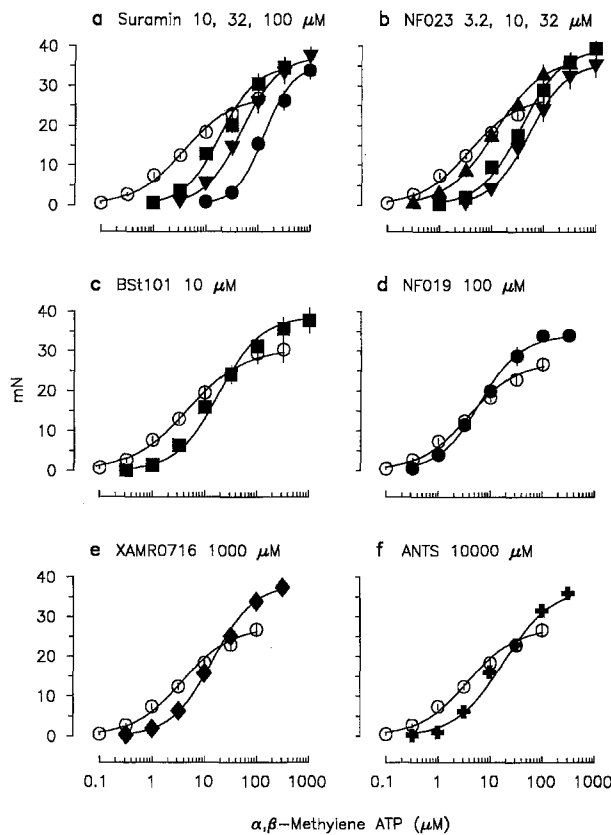 a Suramin 10, 32, 100 μM
b NF023 3.2, 10, 32 μM
40
30
20
10
0
c BSt101 10 μM
d NF019 100 μM
40
30
20
10
0
mN
e XAMR0716 1000 μM
f ANTS 10000 μM
40
30
20
10
0
0.1 1 10 100 1000
0.1 1 10 100 1000
α,β-Methylene ATP (μM)